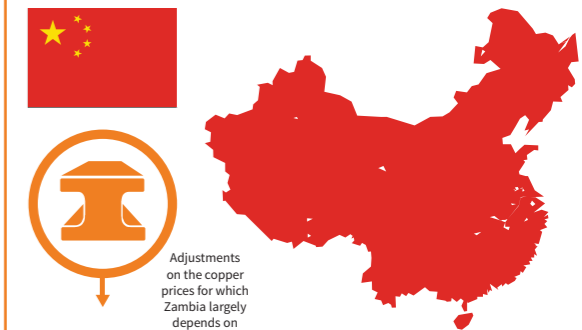 Adjustments
on the copper
prices for which
Zambia largely
depends on